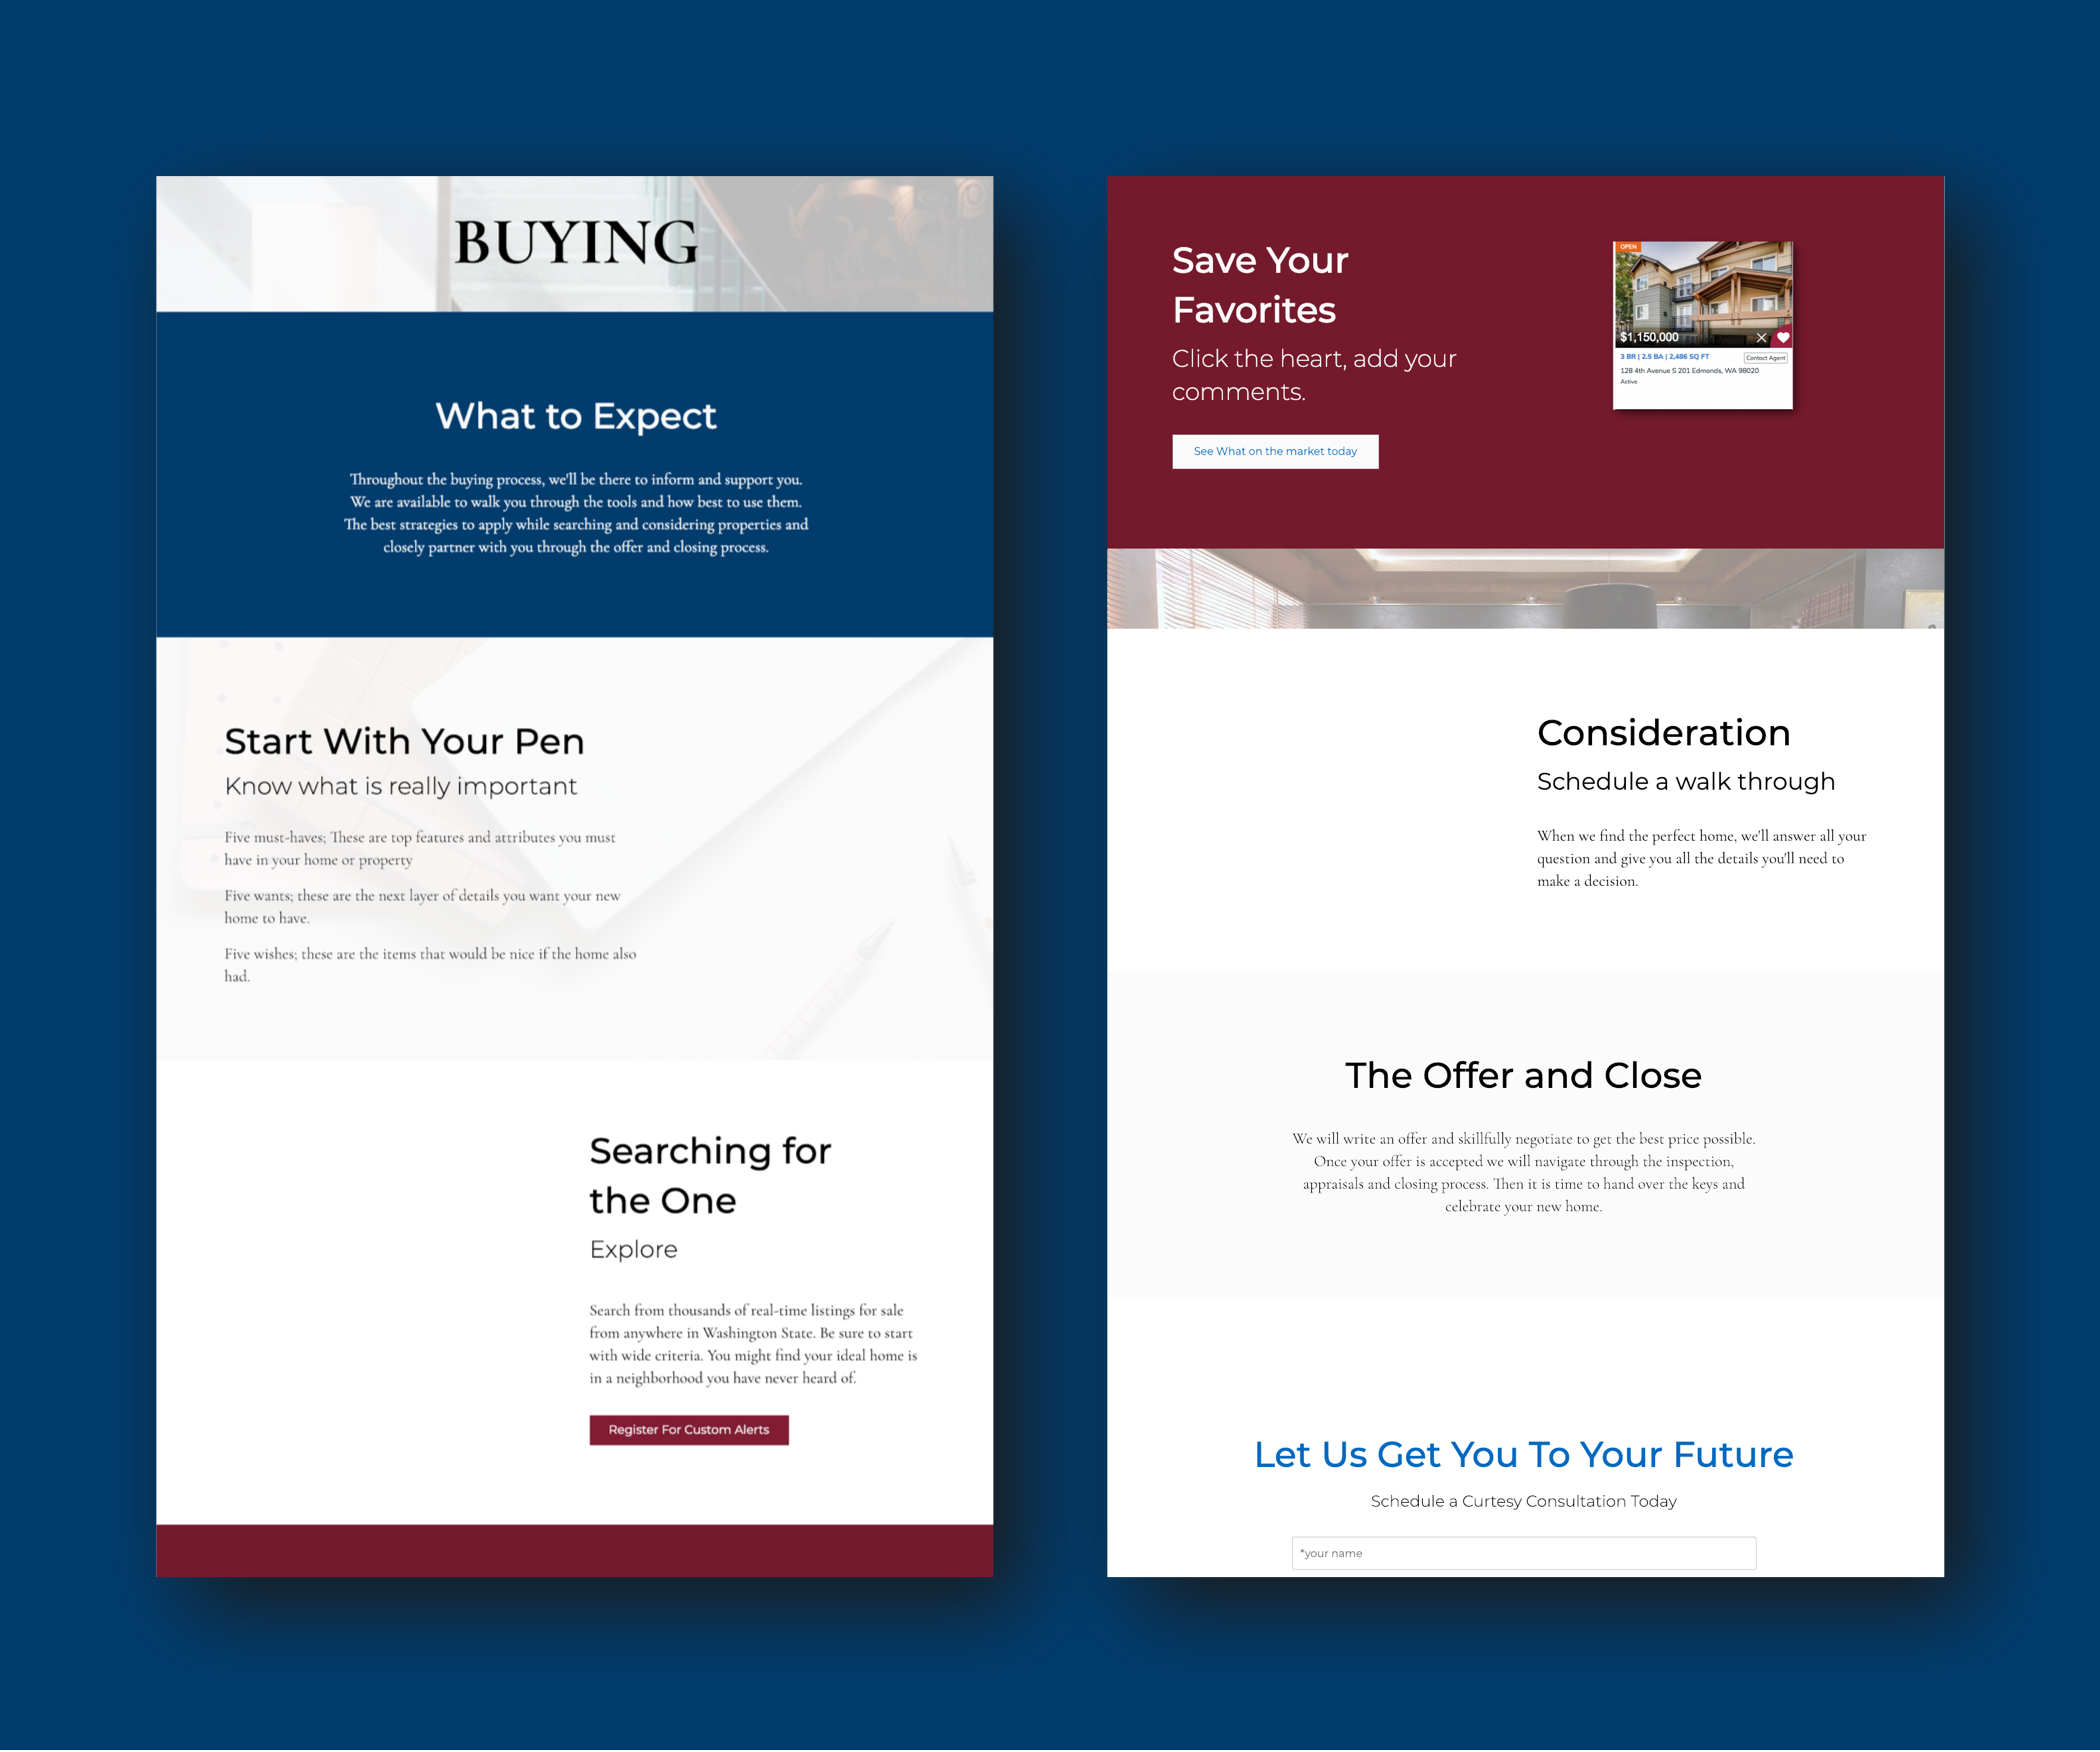 BUYING
What to Expect
Throughout the buying process, we'll be there to inform and support you.
We are available to walk you through the tools and how best to use them.
The best strategies to apply while searching and considering properties and
closely partner with you through the offer and closing process.
Start With Your Pen
Know what is really important
Five must-haves; These are top features and attributes you must
have in your home or property
Five wants; these are the next layer of details you want your new
home to have.
Five wishes; these are the items that would be nice if the home also
had.
Searching for
the One
Explore
Search from thousands of real-time listings for sale
from anywhere in Washington State. Be sure to start
with wide criteria. You might find your ideal home is
in a neighborhood you have never heard of.
Register For Custom Alerts
Save Your
Favorites
Click the heart, add your
comments.
See What on the market today
OPEN
$1,150,000
3 BR | 2.5 BA | 2,486 SQ FT
Contact Agent
128 4th Avenue S 201 Edmonds, WA 98020
Active
Consideration
Schedule a walk through
When we find the perfect home, we'll answer all your
question and give you all the details you'll need to
make a decision.
The Offer and Close
We will write an offer and skillfully negotiate to get the best price possible.
Once your offer is accepted we will navigate through the inspection,
appraisals and closing process. Then it is time to hand over the keys and
celebrate your new home.
Let Us Get You To Your Future
Schedule a Curtesy Consultation Today
*your name